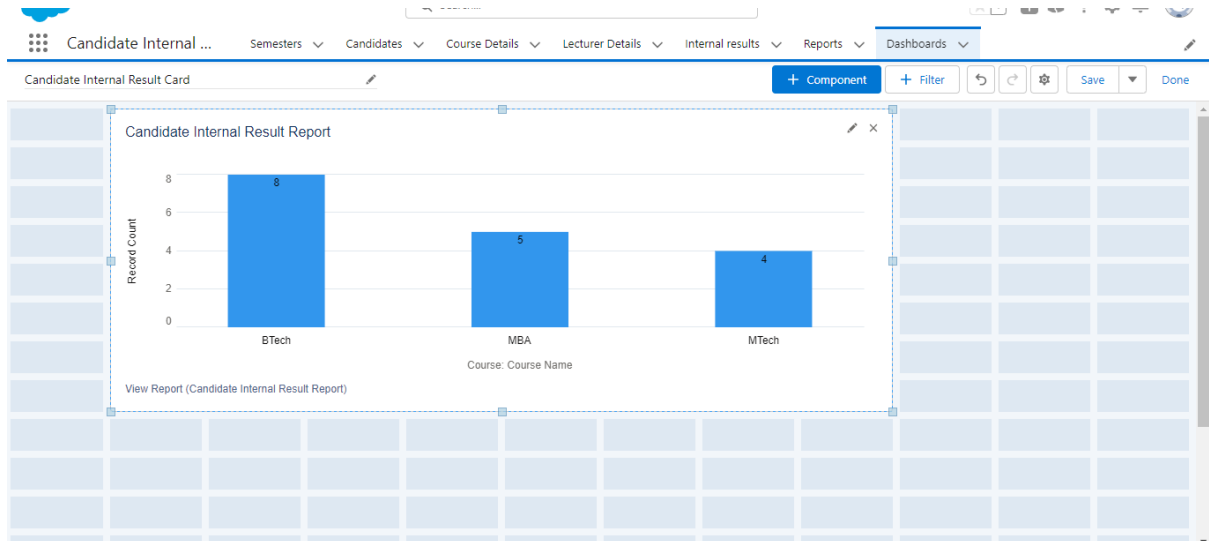 Search...
Candidate Internal ... Semesters Candidates Course Details Lecturer Details Internal results Reports Dashboards
Candidate Internal Result Card + Component + Filter Save Done
Candidate Internal Result Report
8
8
6
5
4
4
2
0
Record Count
BTech MBA MTech
Course: Course Name
View Report (Candidate Internal Result Report)